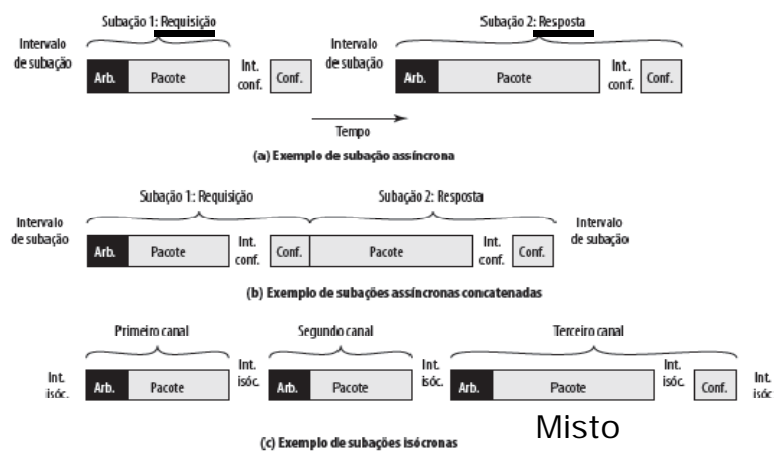 Subação 1: Requisição
Subação 2: Resposta
Intervalo de subação
Arb.
Pacote
Int. conf.
Conf.
Intervalo de subação
Arb.
Pacote
Int. conf.
Conf.
Tempo
(a) Exemplo de subação assíncrona
Subação 1: Requisição
Subação 2: Resposta
Intervalo de subação
Arb.
Pacote
Int. conf.
Conf.
Pacote
Int. conf.
Conf.
Intervalo de subação
(b) Exemplo de subações assíncronas concatenadas
Primeiro canal
Segundo canal
Terceiro canal
Int. isóc.
Arb.
Pacote
Int. isóc.
Arb.
Pacote
Int. isóc.
Arb.
Pacote
Int. isóc.
Conf.
Int. isóc
Misto
(c) Exemplo de subações isócronas